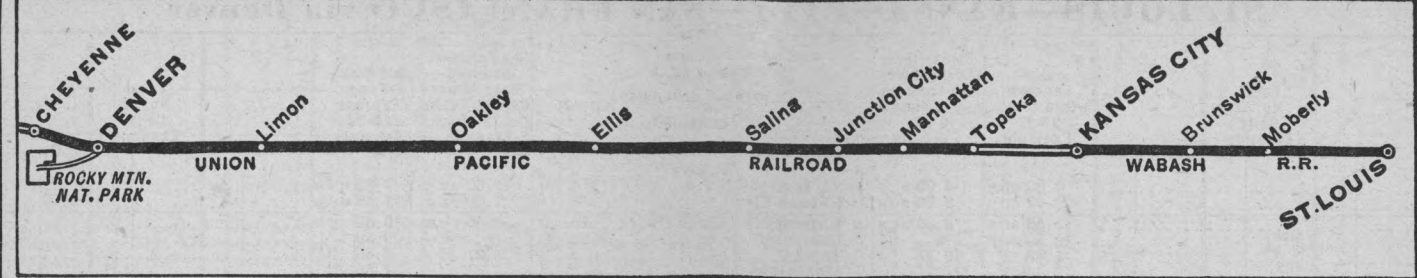 CHEYENNE
DENVER
Limon
Oakley
Ellis
Salina
Junction City
Manhattan
Topeka
KANSAS CITY
Brunswick
Moberly
ST. LOUIS
UNION PACIFIC RAILROAD
WABASH R.R.
ROCKY MTN.
NAT. PARK